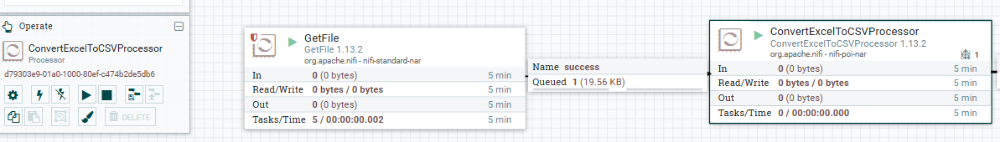 Operate
ConvertExcelToCSVProcessor
Processor
d79303e9-01a0-1000-80ef-c474b2de5db6
DELETE
GetFile
GetFile 1.13.2
org.apache.nifi - nifi-standard-nar
In 0 (0 bytes) 5 min
Read/Write 0 bytes / 0 bytes 5 min
Out 0 (0 bytes) 5 min
Tasks/Time 5 / 00:00:00.002 5 min
Name success
Queued 1 (19.56 KB)
ConvertExcelToCSVProcessor
ConvertExcelToCSVProcessor 1.13.2
org.apache.nifi - nifi-poi-nar
1
In 0 (0 bytes) 5 min
Read/Write 0 bytes / 0 bytes 5 min
Out 0 (0 bytes) 5 min
Tasks/Time 0 / 00:00:00.000 5 min